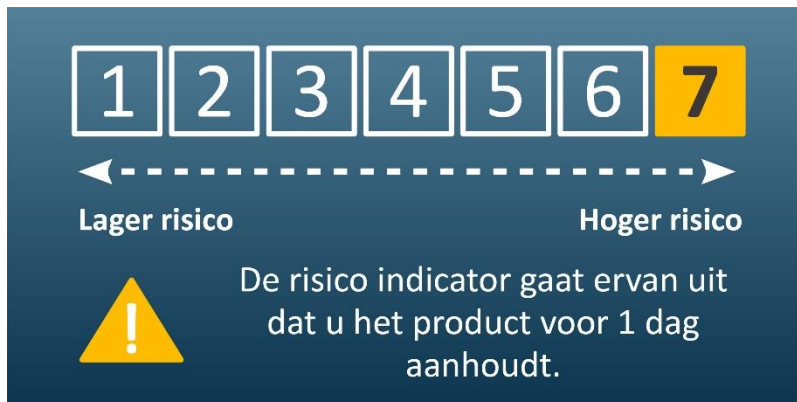 1 2 3 4 5 6 7
Lager risico Hoger risico
De risico indicator gaat ervan uit
dat u het product voor 1 dag
aanhoudt.
!